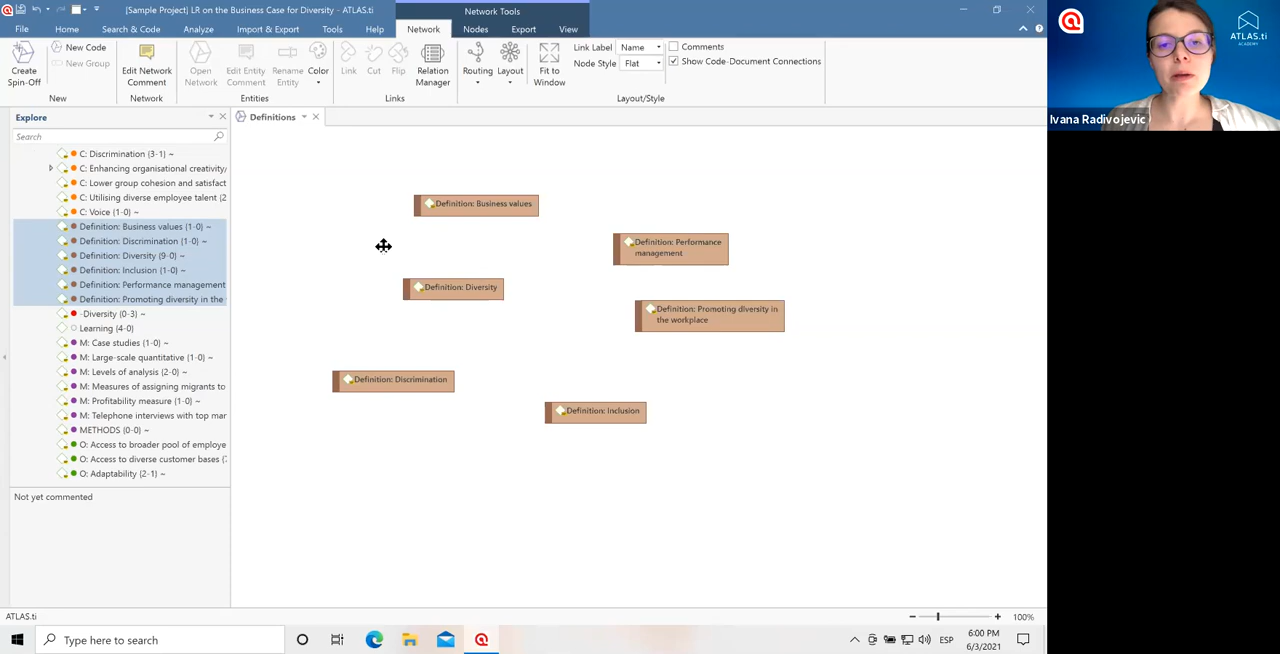 [Sample Project] LR on the Business Case for Diversity - ATLAS.ti
Network Tools
File
Home
Search & Code
Analyze
Import & Export
Tools
Help
Network
Nodes
Export
View
Create Spin-Off
New Code
New Group
New
Edit Network Comment
Network
Open Network
Edit Entity Comment
Rename Entity
Color
Entities
Link
Cut
Flip
Relation Manager
Links
Routing
Layout
Fit to Window
Link Label
Name
Node Style
Flat
Comments
Show Code-Document Connections
Layout/Style
ATLAS.ti
ACADEMY
Ivana Radivojevic
Explore
Definitions
Search
C: Discrimination (3-1) ~
C: Enhancing organisational creativity/
C: Lower group cohesion and satisfact
C: Utilising diverse employee talent (2
C: Voice (1-0) ~
Definition: Business values (1-0) ~
Definition: Discrimination (1-0) ~
Definition: Diversity (9-0) ~
Definition: Inclusion (1-0) ~
Definition: Performance management
Definition: Promoting diversity in the
-Diversity (0-3) ~
Learning (4-0)
M: Case studies (1-0) ~
M: Large-scale quantitative (1-0) ~
M: Levels of analysis (2-0) ~
M: Measures of assigning migrants to
M: Profitability measure (1-0) ~
M: Telephone interviews with top mar
METHODS (0-0) ~
O: Access to broader pool of employe
O: Access to diverse customer bases (
O: Adaptability (2-1) ~
Not yet commented
Definition: Business values
Definition: Performance
management
Definition: Diversity
Definition: Promoting diversity in
the workplace
Definition: Discrimination
Definition: Inclusion
ATLAS.ti
100%
Type here to search
ESP
6:00 PM
6/3/2021